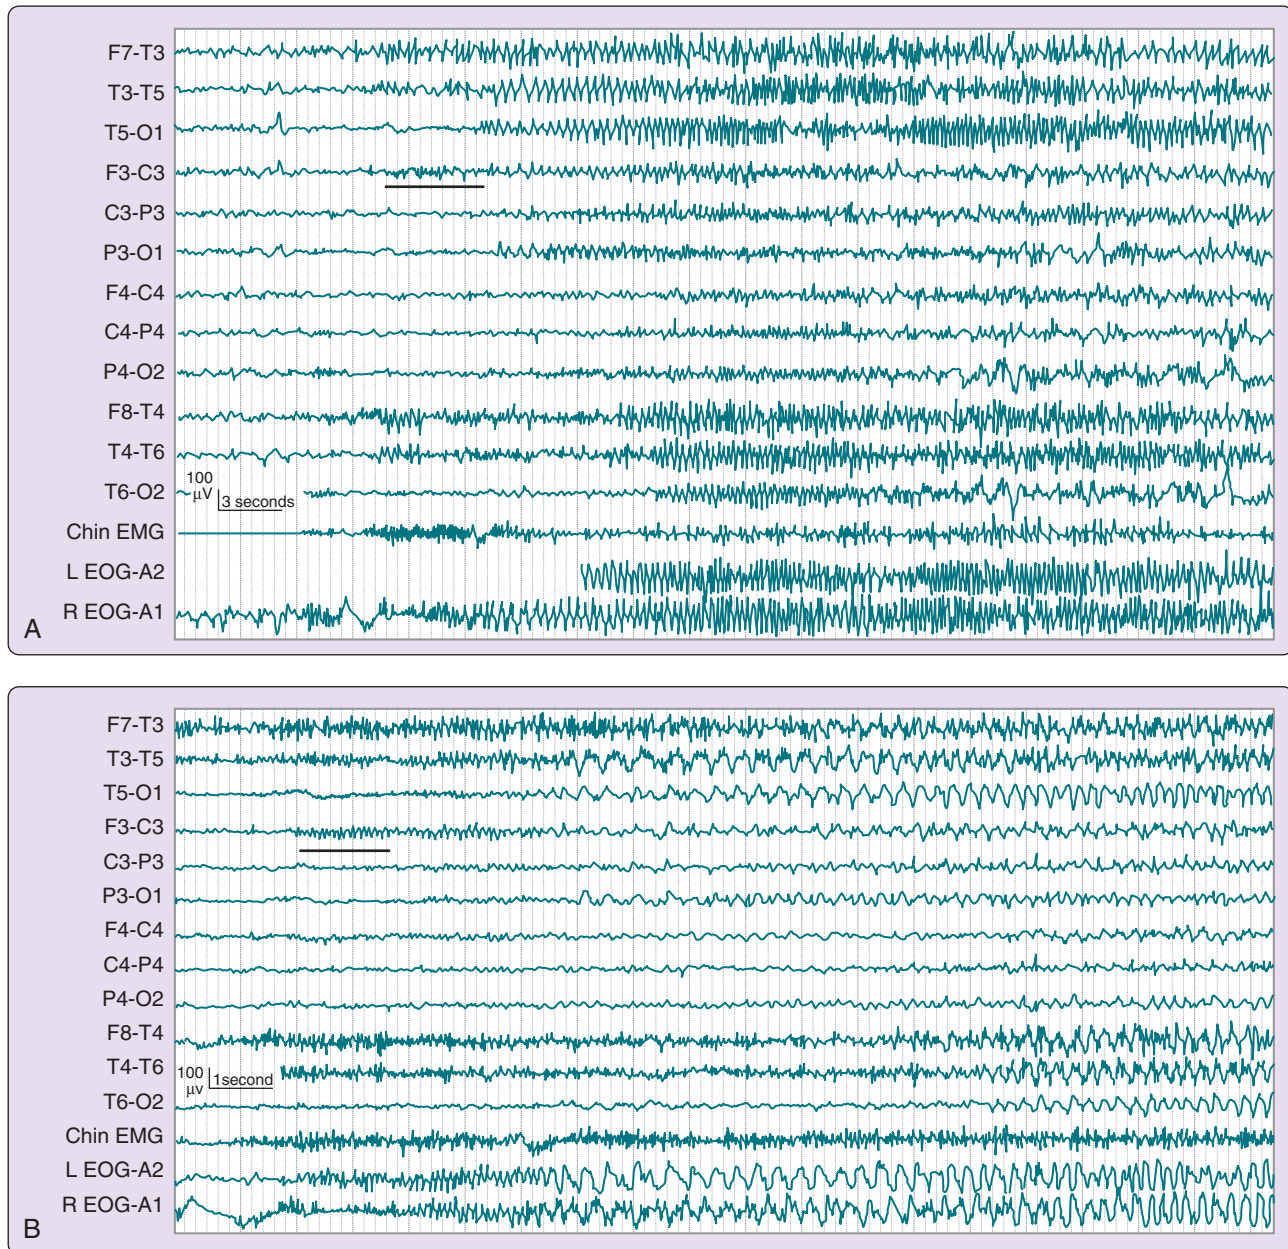 F7-T3
T3-T5
T5-O1
F3-C3
C3-P3
P3-O1
F4-C4
C4-P4
P4-O2
F8-T4
T4-T6
100
μV
3 seconds
T6-O2
Chin EMG
L EOG-A2
R EOG-A1
A
F7-T3
T3-T5
T5-O1
F3-C3
C3-P3
P3-O1
F4-C4
C4-P4
P4-O2
F8-T4
T4-T6
100
μv
1second
T6-O2
Chin EMG
L EOG-A2
R EOG-A1
B